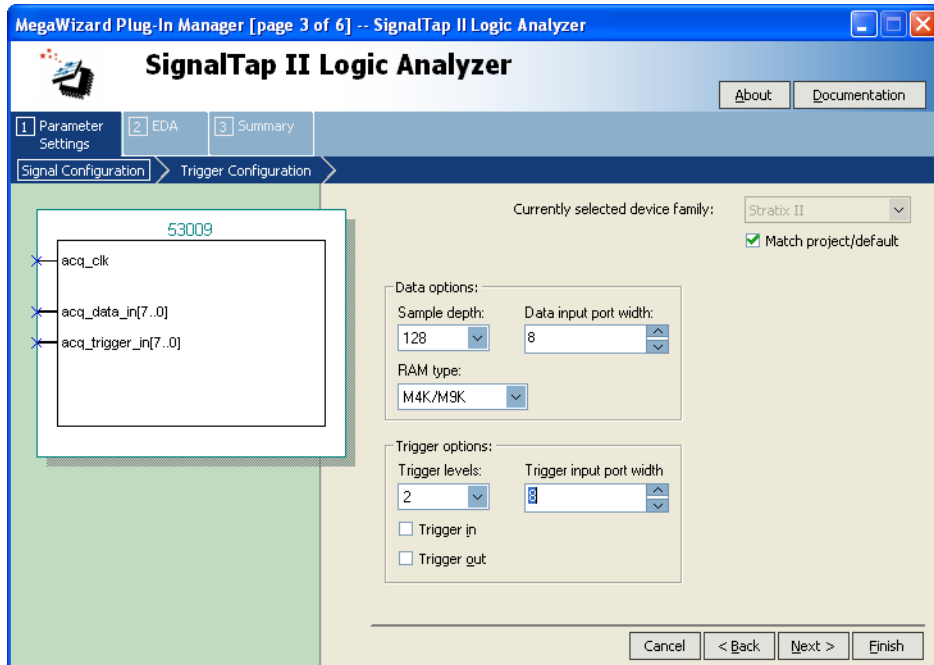 MegaWizard Plug-In Manager [page 3 of 6] -- SignalTap II Logic Analyzer
SignalTap II Logic Analyzer
About
Documentation
1 Parameter Settings
2 EDA
3 Summary
Signal Configuration
Trigger Configuration
53009
acq_clk
acq_data_in[7..0]
acq_trigger_in[7..0]
Currently selected device family:
Stratix II
Match project/default
Data options:
Sample depth:
Data input port width:
128
8
RAM type:
M4K/M9K
Trigger options:
Trigger levels:
Trigger input port width
2
8
Trigger in
Trigger out
Cancel
< Back
Next >
Finish